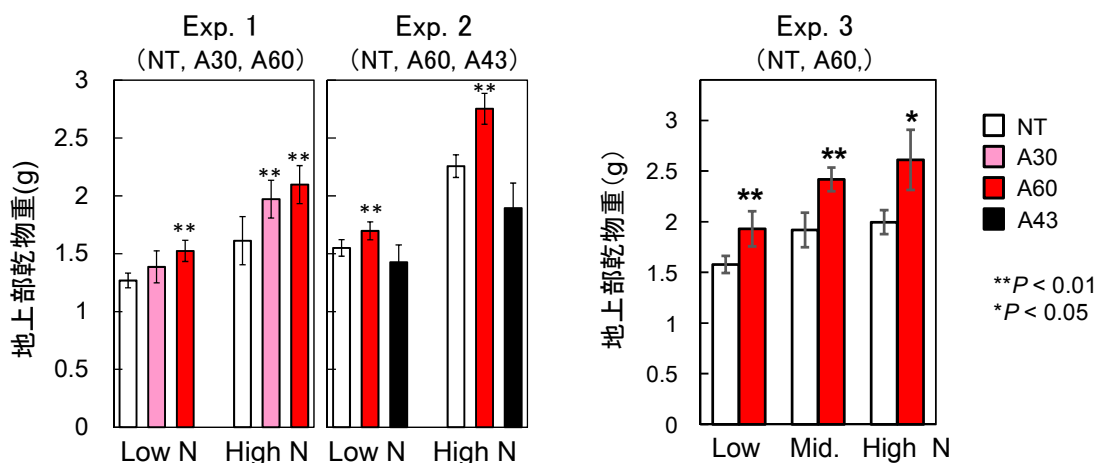 Exp. 1
(NT, A30, A60)
Exp. 2
(NT, A60, A43)
地上部乾物重(g)
3
2.5
2
1.5
1
0.5
0
**
**
**
**
**
Low N
High N
Low N
High N
Exp. 3
(NT, A60,)
地上部乾物重(g)
3
2.5
2
1.5
1
0.5
0
**
**
*
Low
Mid.
High N
NT
A30
A60
A43
**P < 0.01
*P < 0.05